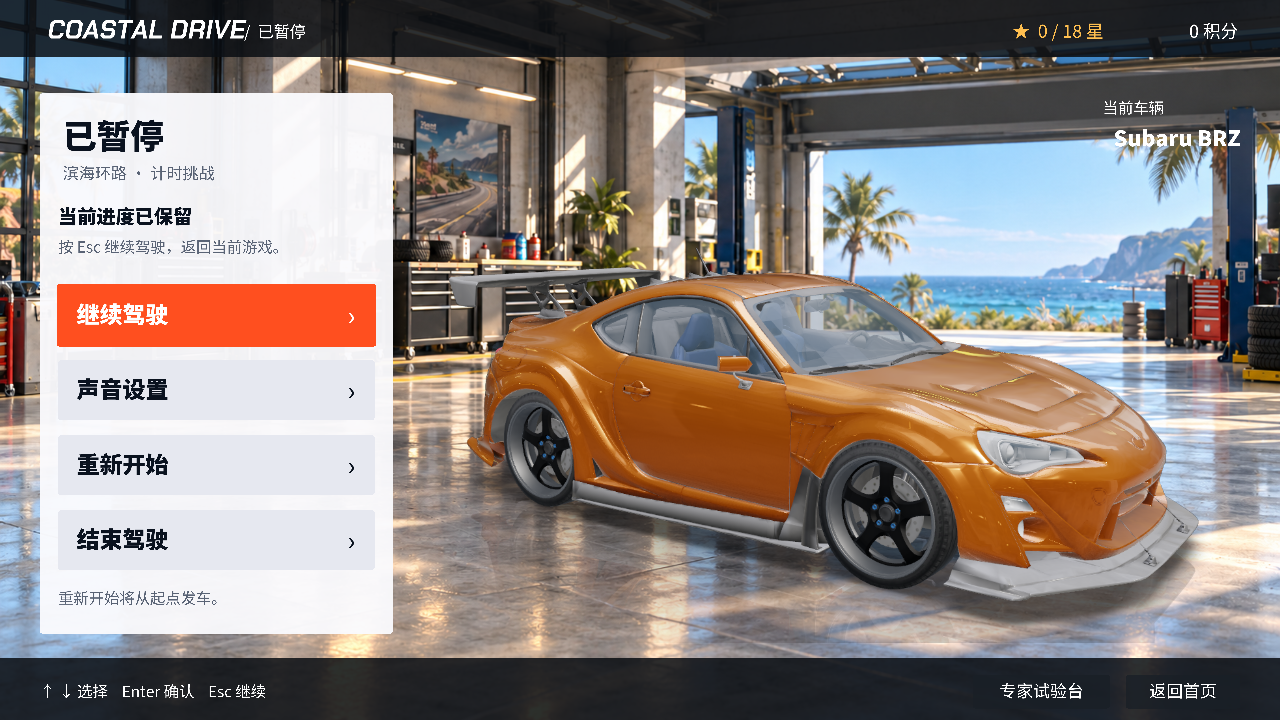 COASTAL DRIVE / 已暂停
★ 0 / 18 星
0 积分
当前车辆
Subaru BRZ
已暂停
滨海环路 · 计时挑战
当前进度已保留
按 Esc 继续驾驶，返回当前游戏。
继续驾驶 ›
声音设置 ›
重新开始 ›
结束驾驶 ›
重新开始将从起点发车。
↑ ↓ 选择 Enter 确认 Esc 继续
专家试验台
返回首页